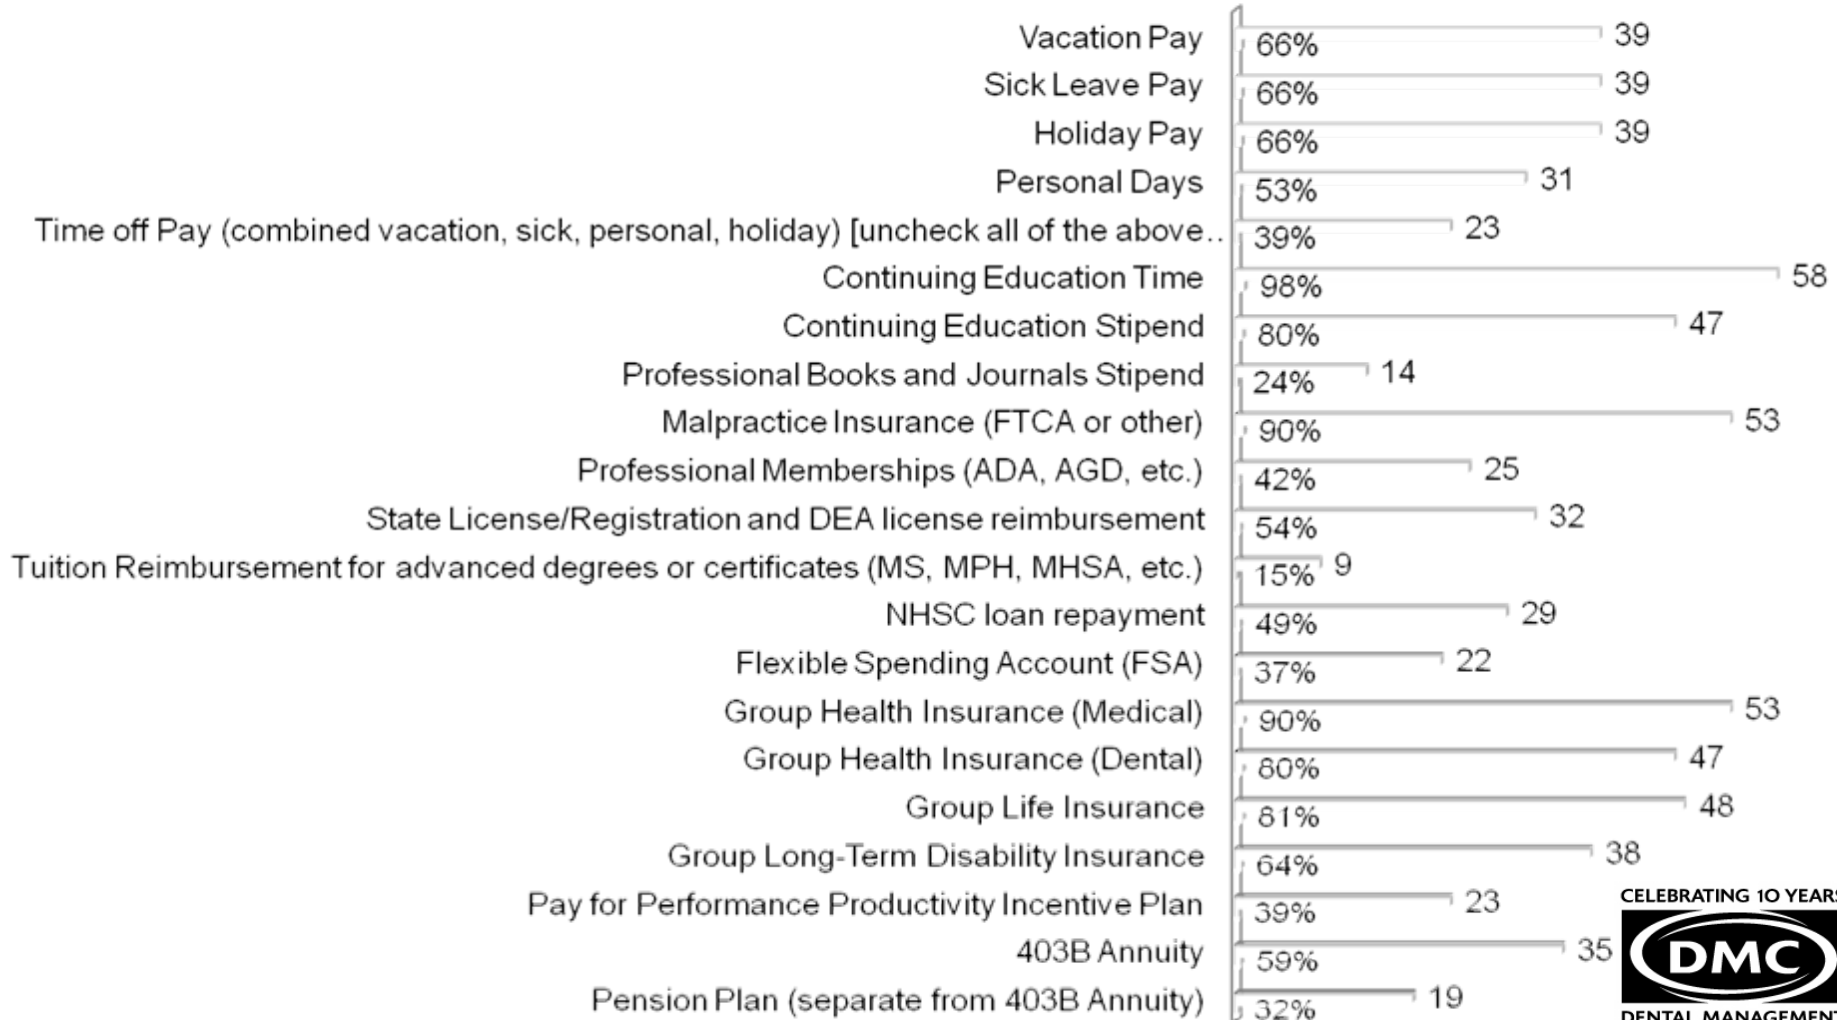 Vacation Pay 66% 39
Sick Leave Pay 66% 39
Holiday Pay 66% 39
Personal Days 53% 31
Time off Pay (combined vacation, sick, personal, holiday) [uncheck all of the above.. 39% 23
Continuing Education Time 98% 58
Continuing Education Stipend 80% 47
Professional Books and Journals Stipend 24% 14
Malpractice Insurance (FTCA or other) 90% 53
Professional Memberships (ADA, AGD, etc.) 42% 25
State License/Registration and DEA license reimbursement 54% 32
Tuition Reimbursement for advanced degrees or certificates (MS, MPH, MHSA, etc.) 15% 9
NHSC loan repayment 49% 29
Flexible Spending Account (FSA) 37% 22
Group Health Insurance (Medical) 90% 53
Group Health Insurance (Dental) 80% 47
Group Life Insurance 81% 48
Group Long-Term Disability Insurance 64% 38
Pay for Performance Productivity Incentive Plan 39% 23
403B Annuity 59% 35
Pension Plan (separate from 403B Annuity) 32% 19
CELEBRATING 10 YEARS
DMC
DENTAL MANAGEMENT